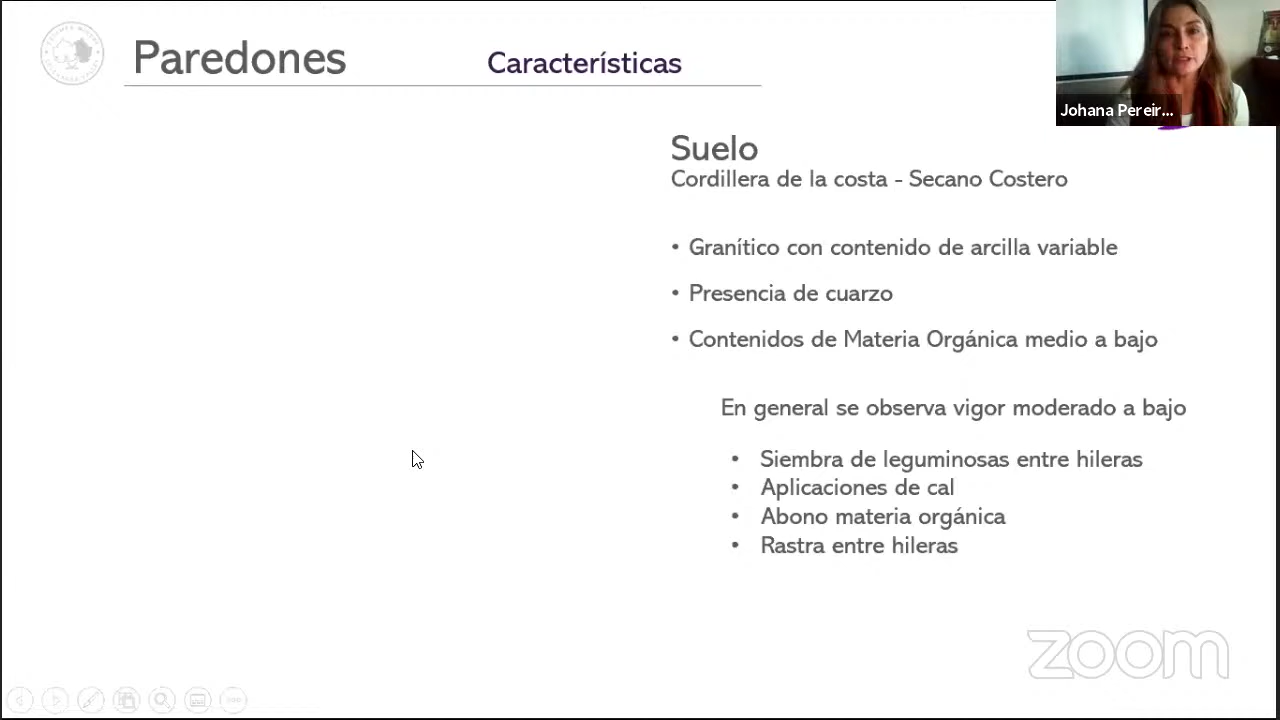 Paredones
Características
Johana Pereir...
Suelo
Cordillera de la costa - Secano Costero
• Granítico con contenido de arcilla variable
• Presencia de cuarzo
• Contenidos de Materia Orgánica medio a bajo
En general se observa vigor moderado a bajo
• Siembra de leguminosas entre hileras
• Aplicaciones de cal
• Abono materia orgánica
• Rastra entre hileras
zoom